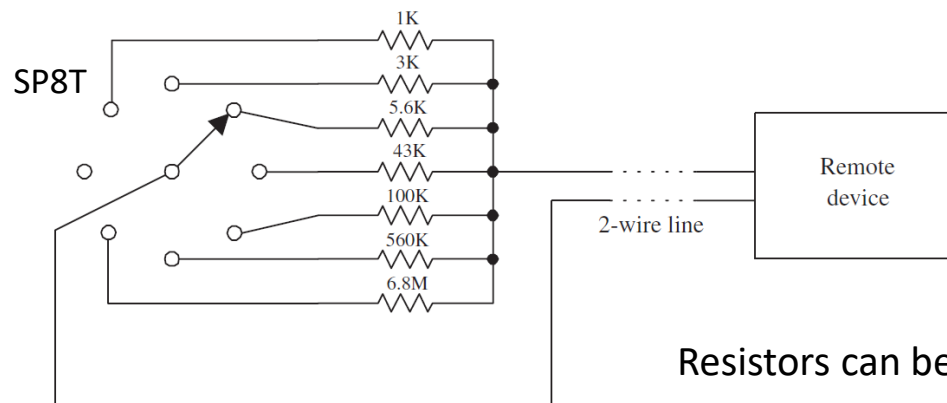 1K
SP8T
3K
5.6K
43K
100K
560K
6.8M
Remote
device
2-wire line
Resistors can be